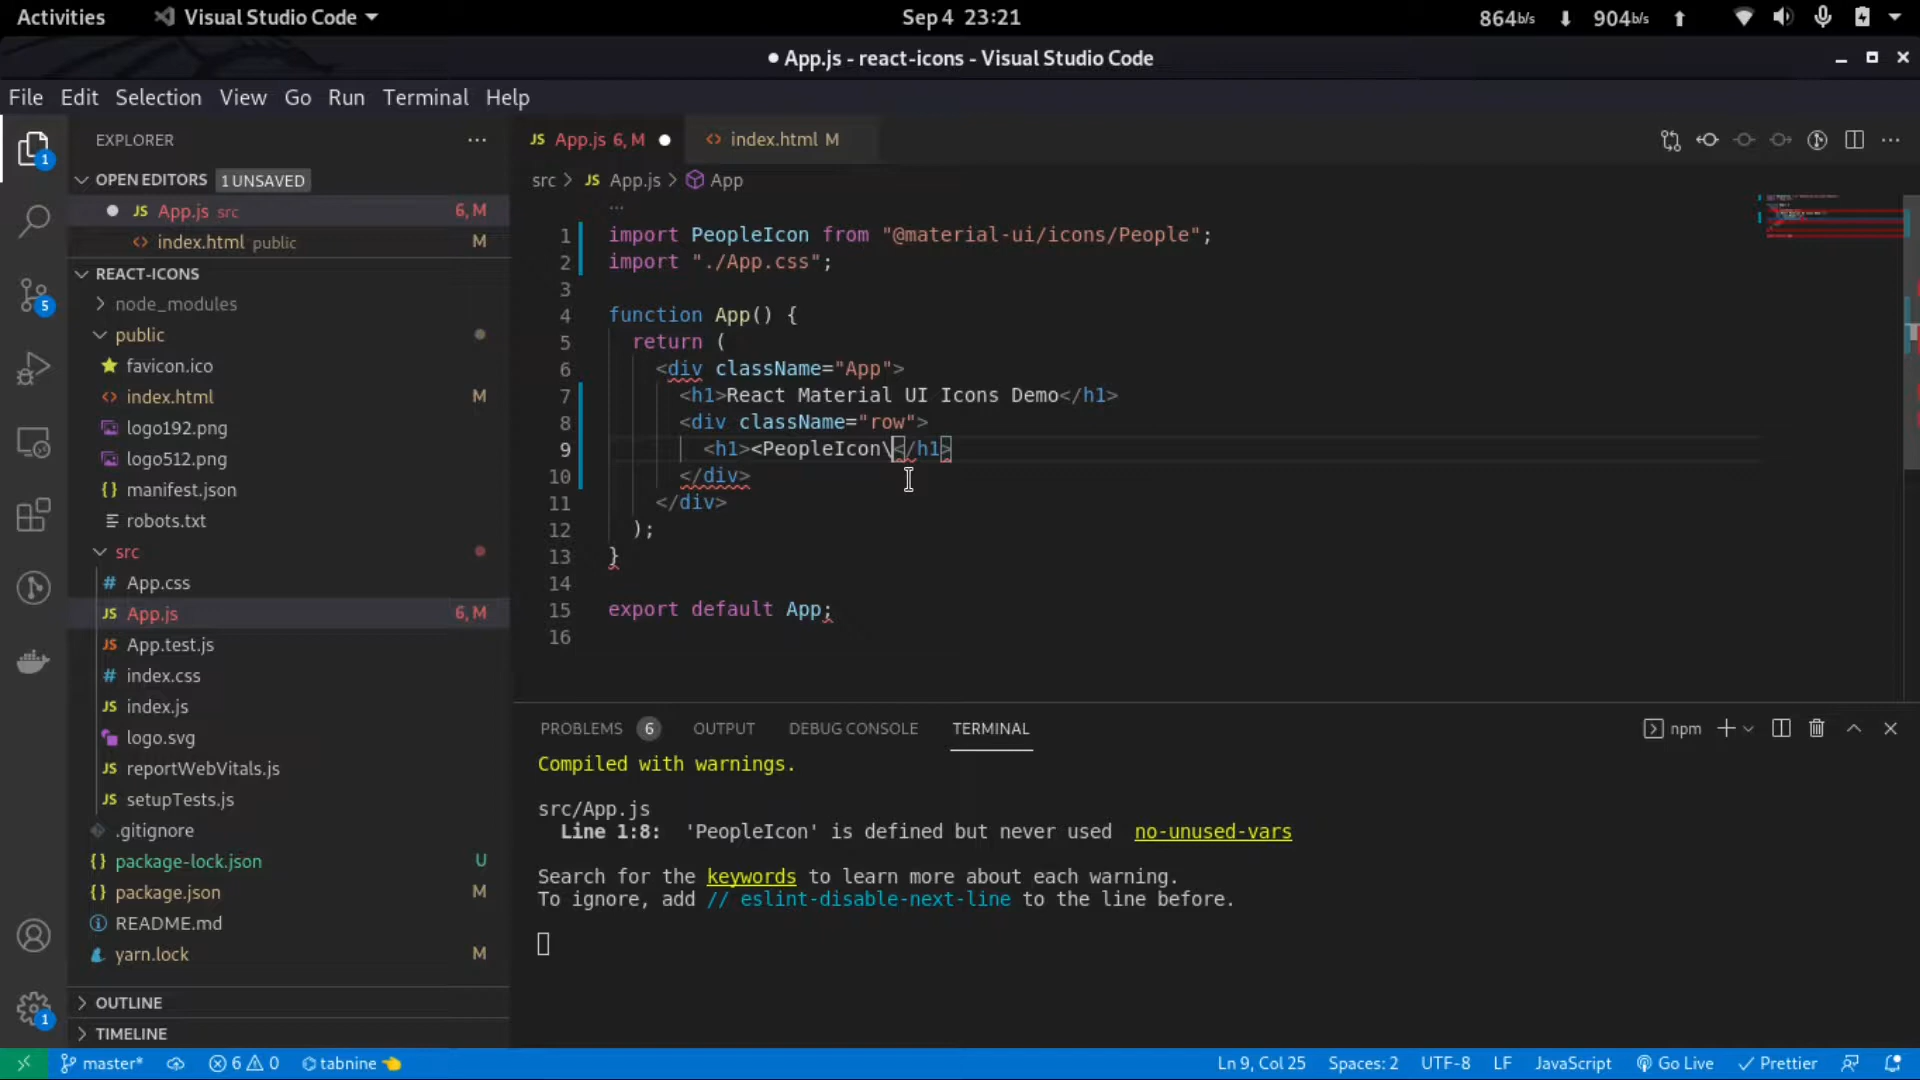 Activities Visual Studio Code Sep 4 23:21 864b/s 904b/s
App.js - react-icons - Visual Studio Code
File Edit Selection View Go Run Terminal Help
EXPLORER
OPEN EDITORS 1 UNSAVED
JS App.js src 6, M
index.html public M
REACT-ICONS
node_modules
public
favicon.ico
index.html M
logo192.png
logo512.png
manifest.json
robots.txt
src
App.css
JS App.js 6, M
JS App.test.js
# index.css
JS index.js
logo.svg
JS reportWebVitals.js
JS setupTests.js
.gitignore
package-lock.json U
package.json M
README.md
yarn.lock M
OUTLINE
TIMELINE
JS App.js 6, M index.html M
src > JS App.js > App
...
1 import PeopleIcon from "@material-ui/icons/People";
2 import "./App.css";
3
4 function App() {
5 return (
6 <div className="App">
7 <h1>React Material UI Icons Demo</h1>
8 <div className="row">
9 <h1><PeopleIcon\</h1>
10 </div>
11 </div>
12 );
13 }
14
15 export default App;
16
PROBLEMS 6 OUTPUT DEBUG CONSOLE TERMINAL npm
Compiled with warnings.
src/App.js
Line 1:8: 'PeopleIcon' is defined but never used no-unused-vars
Search for the keywords to learn more about each warning.
To ignore, add // eslint-disable-next-line to the line before.
master* 6 0 tabnine Ln 9, Col 25 Spaces: 2 UTF-8 LF JavaScript Go Live Prettier